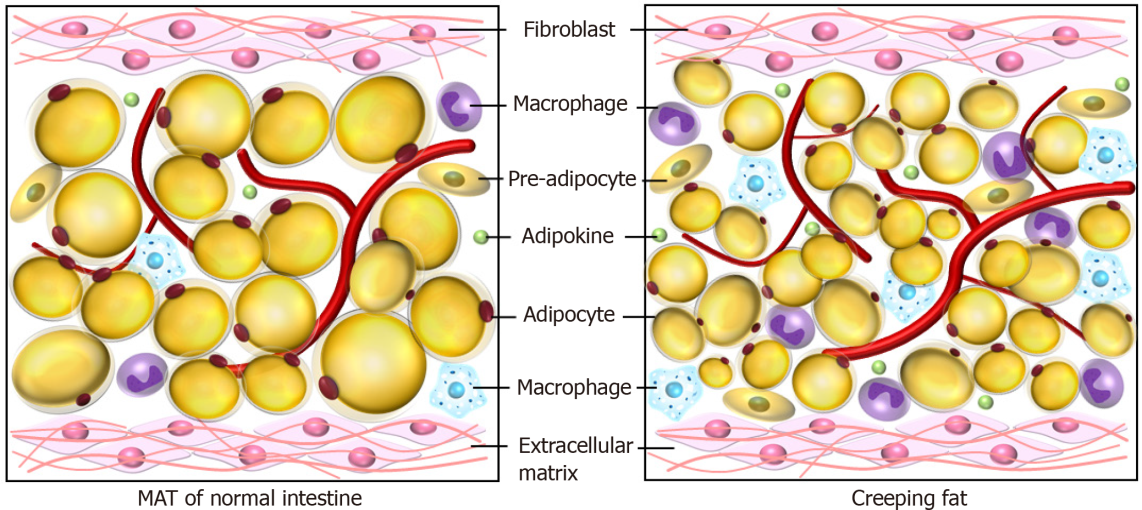 Fibroblast
Macrophage
Pre-adipocyte
Adipokine
Adipocyte
Macrophage
Extracellular
matrix
MAT of normal intestine
Creeping fat